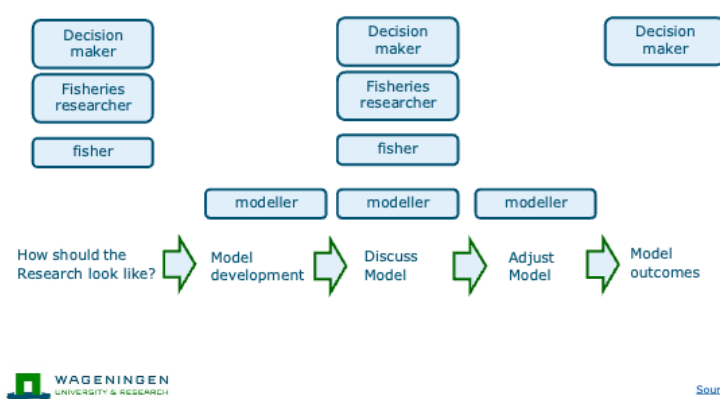 Decision
maker
Decision
maker
Decision
maker
Fisheries
researcher
Fisheries
researcher
fisher
fisher
modeller
modeller
modeller
How should the
Research look like?
Model
development
Discuss
Model
Adjust
Model
Model
outcomes
WAGENINGEN
UNIVERSITY & RESEARCH